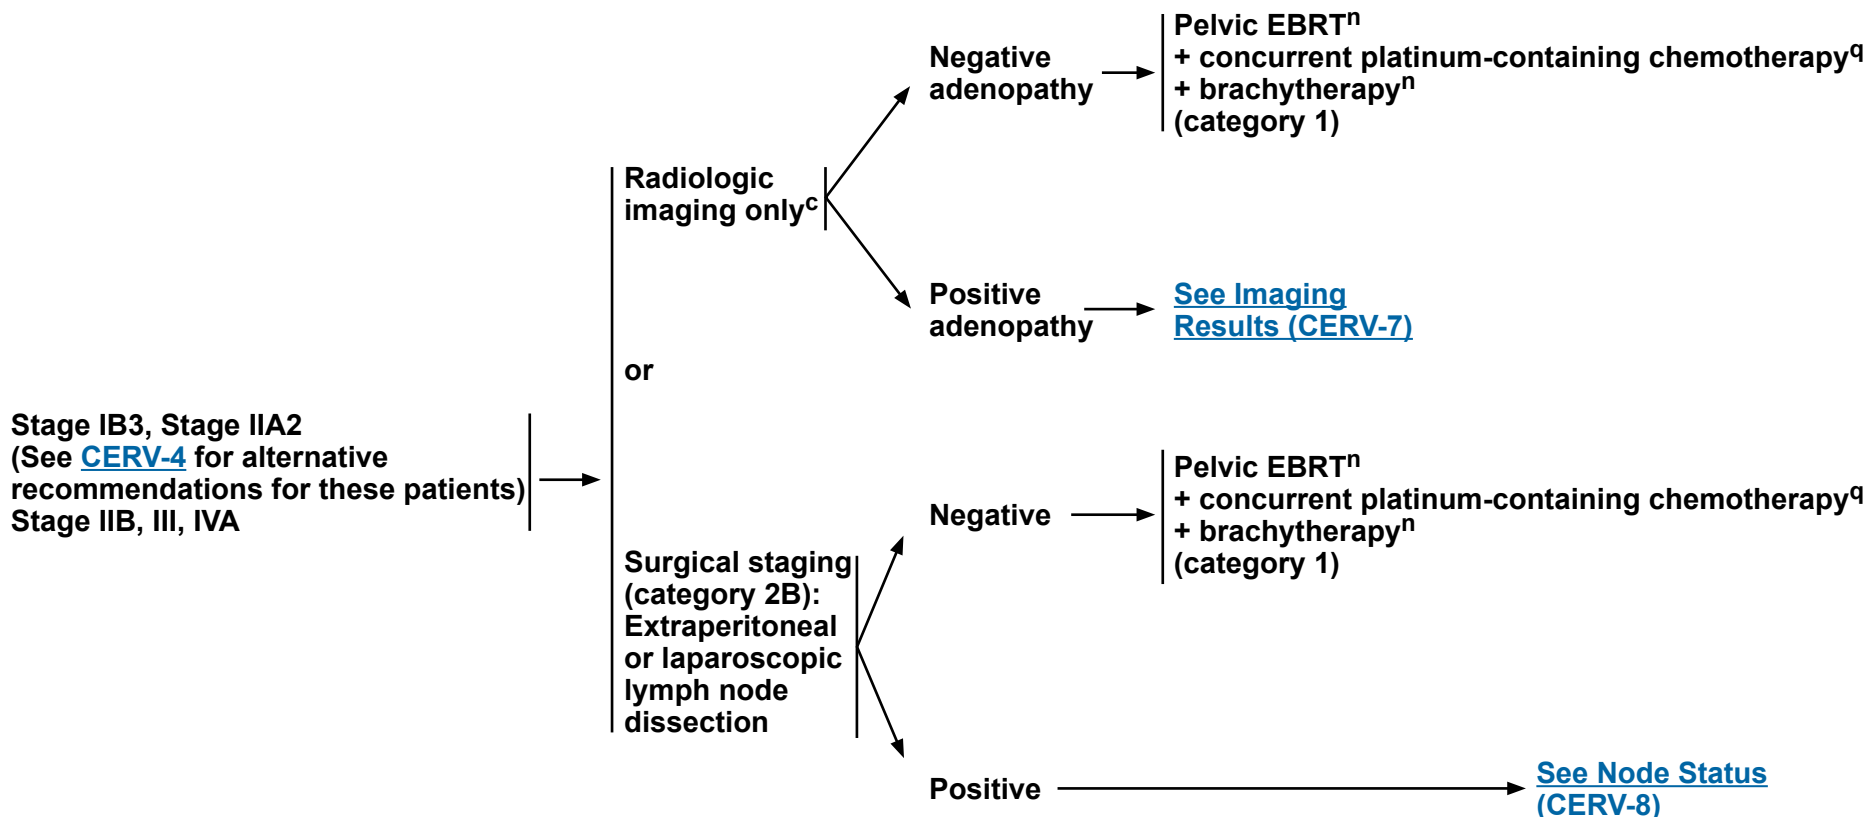 Stage IB3, Stage IIA2
(See CERV-4 for alternative
recommendations for these patients)
Stage IIB, III, IVA
Radiologic
imaging onlyᶜ
or
Surgical staging
(category 2B):
Extraperitoneal
or laparoscopic
lymph node
dissection
Negative
adenopathy
Pelvic EBRTⁿ
+ concurrent platinum-containing chemotherapy^q
+ brachytherapyⁿ
(category 1)
Positive
adenopathy
See Imaging
Results (CERV-7)
Negative
Pelvic EBRTⁿ
+ concurrent platinum-containing chemotherapy^q
+ brachytherapyⁿ
(category 1)
Positive
See Node Status
(CERV-8)